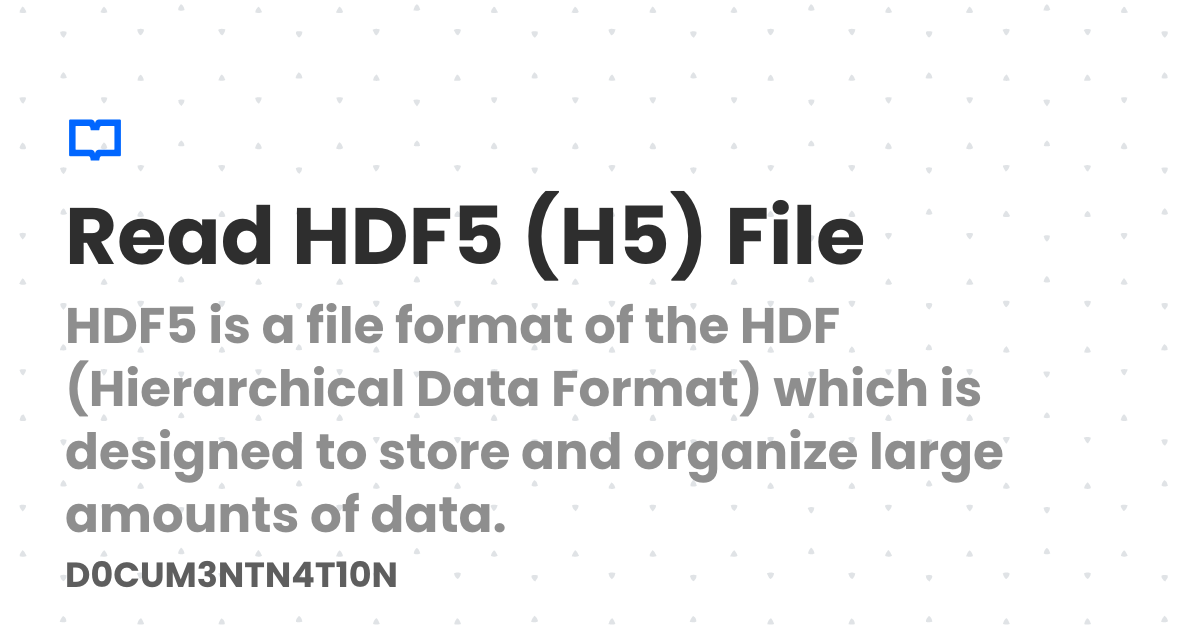 Read HDF5 (H5) File
HDF5 is a file format of the HDF
(Hierarchical Data Format) which is
designed to store and organize large
amounts of data.
D0CUM3NTN4T10N